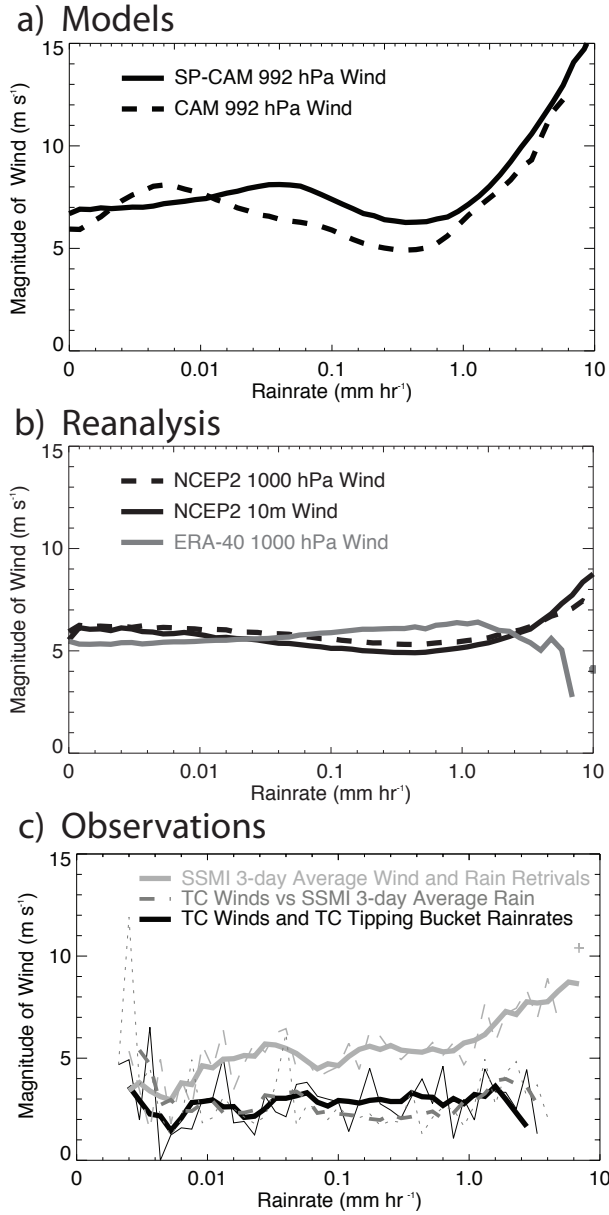 a) Models
15
10
5
0
Magnitude of Wind (m s⁻¹)
SP-CAM 992 hPa Wind
CAM 992 hPa Wind
0 0.01 0.1 1.0 10
Rainrate (mm hr⁻¹)
b) Reanalysis
15
10
5
0
Magnitude of Wind (m s⁻¹)
NCEP2 1000 hPa Wind
NCEP2 10m Wind
ERA-40 1000 hPa Wind
0 0.01 0.1 1.0 10
Rainrate (mm hr⁻¹)
c) Observations
15
10
5
0
Magnitude of Wind (m s⁻¹)
SSMI 3-day Average Wind and Rain Retrivals
TC Winds vs SSMI 3-day Average Rain
TC Winds and TC Tipping Bucket Rainrates
0 0.01 0.1 1.0 10
Rainrate (mm hr⁻¹)